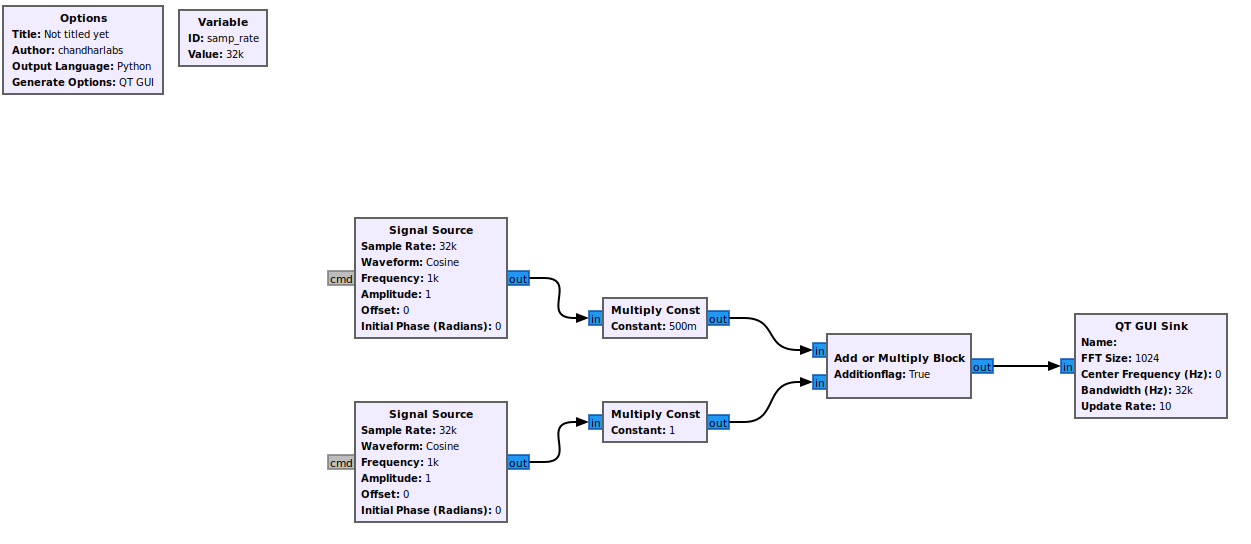 Options
Title: Not titled yet
Author: chandharlabs
Output Language: Python
Generate Options: QT GUI
Variable
ID: samp_rate
Value: 32k
Signal Source
Sample Rate: 32k
Waveform: Cosine
Frequency: 1k
Amplitude: 1
Offset: 0
Initial Phase (Radians): 0
cmd
out
in
Multiply Const
Constant: 500m
out
Signal Source
Sample Rate: 32k
Waveform: Cosine
Frequency: 1k
Amplitude: 1
Offset: 0
Initial Phase (Radians): 0
cmd
out
in
Multiply Const
Constant: 1
out
in
in
Add or Multiply Block
Additionflag: True
out
in
QT GUI Sink
Name:
FFT Size: 1024
Center Frequency (Hz): 0
Bandwidth (Hz): 32k
Update Rate: 10